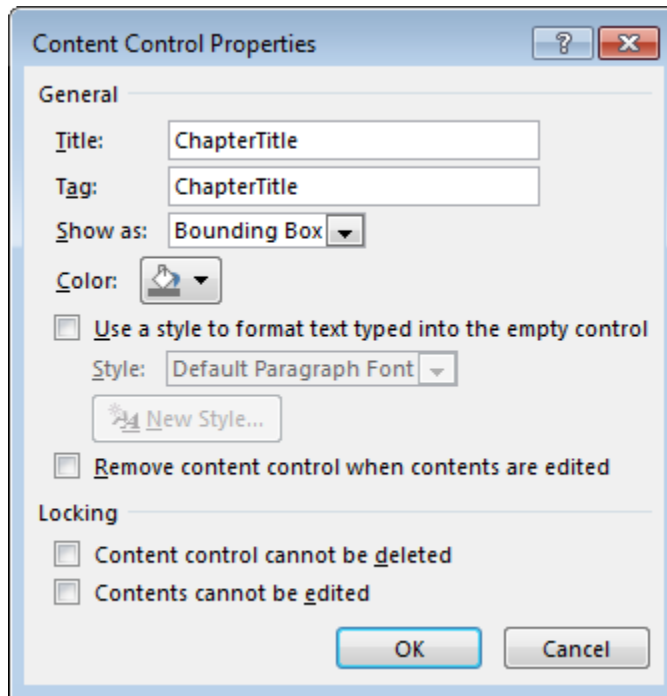 Content Control Properties
General
Title: ChapterTitle
Tag: ChapterTitle
Show as: Bounding Box
Color:
Use a style to format text typed into the empty control
Style: Default Paragraph Font
New Style...
Remove content control when contents are edited
Locking
Content control cannot be deleted
Contents cannot be edited
OK Cancel